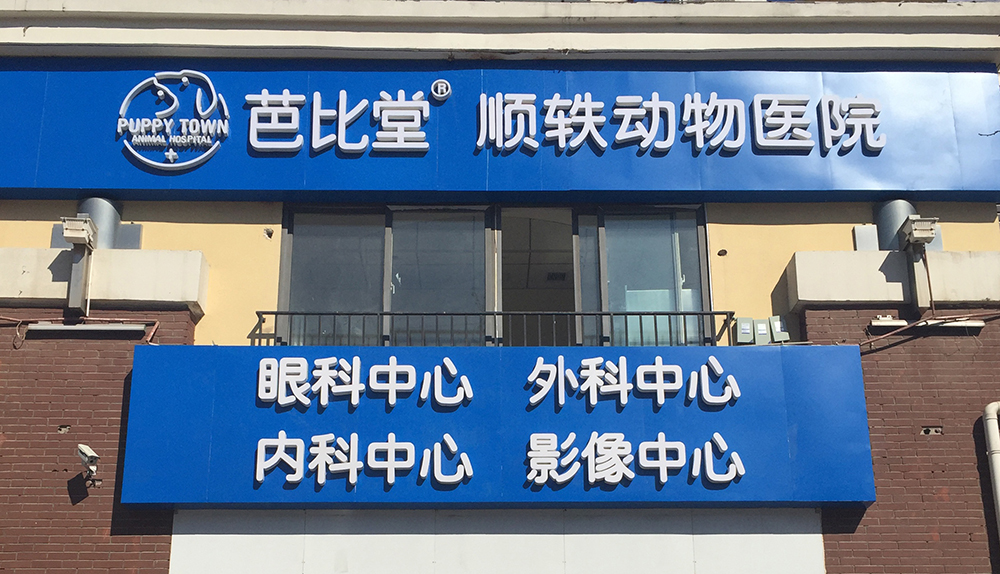 PUPPY TOWN
ANIMAL HOSPITAL
芭比堂® 顺轶动物医院
眼科中心 外科中心
内科中心 影像中心